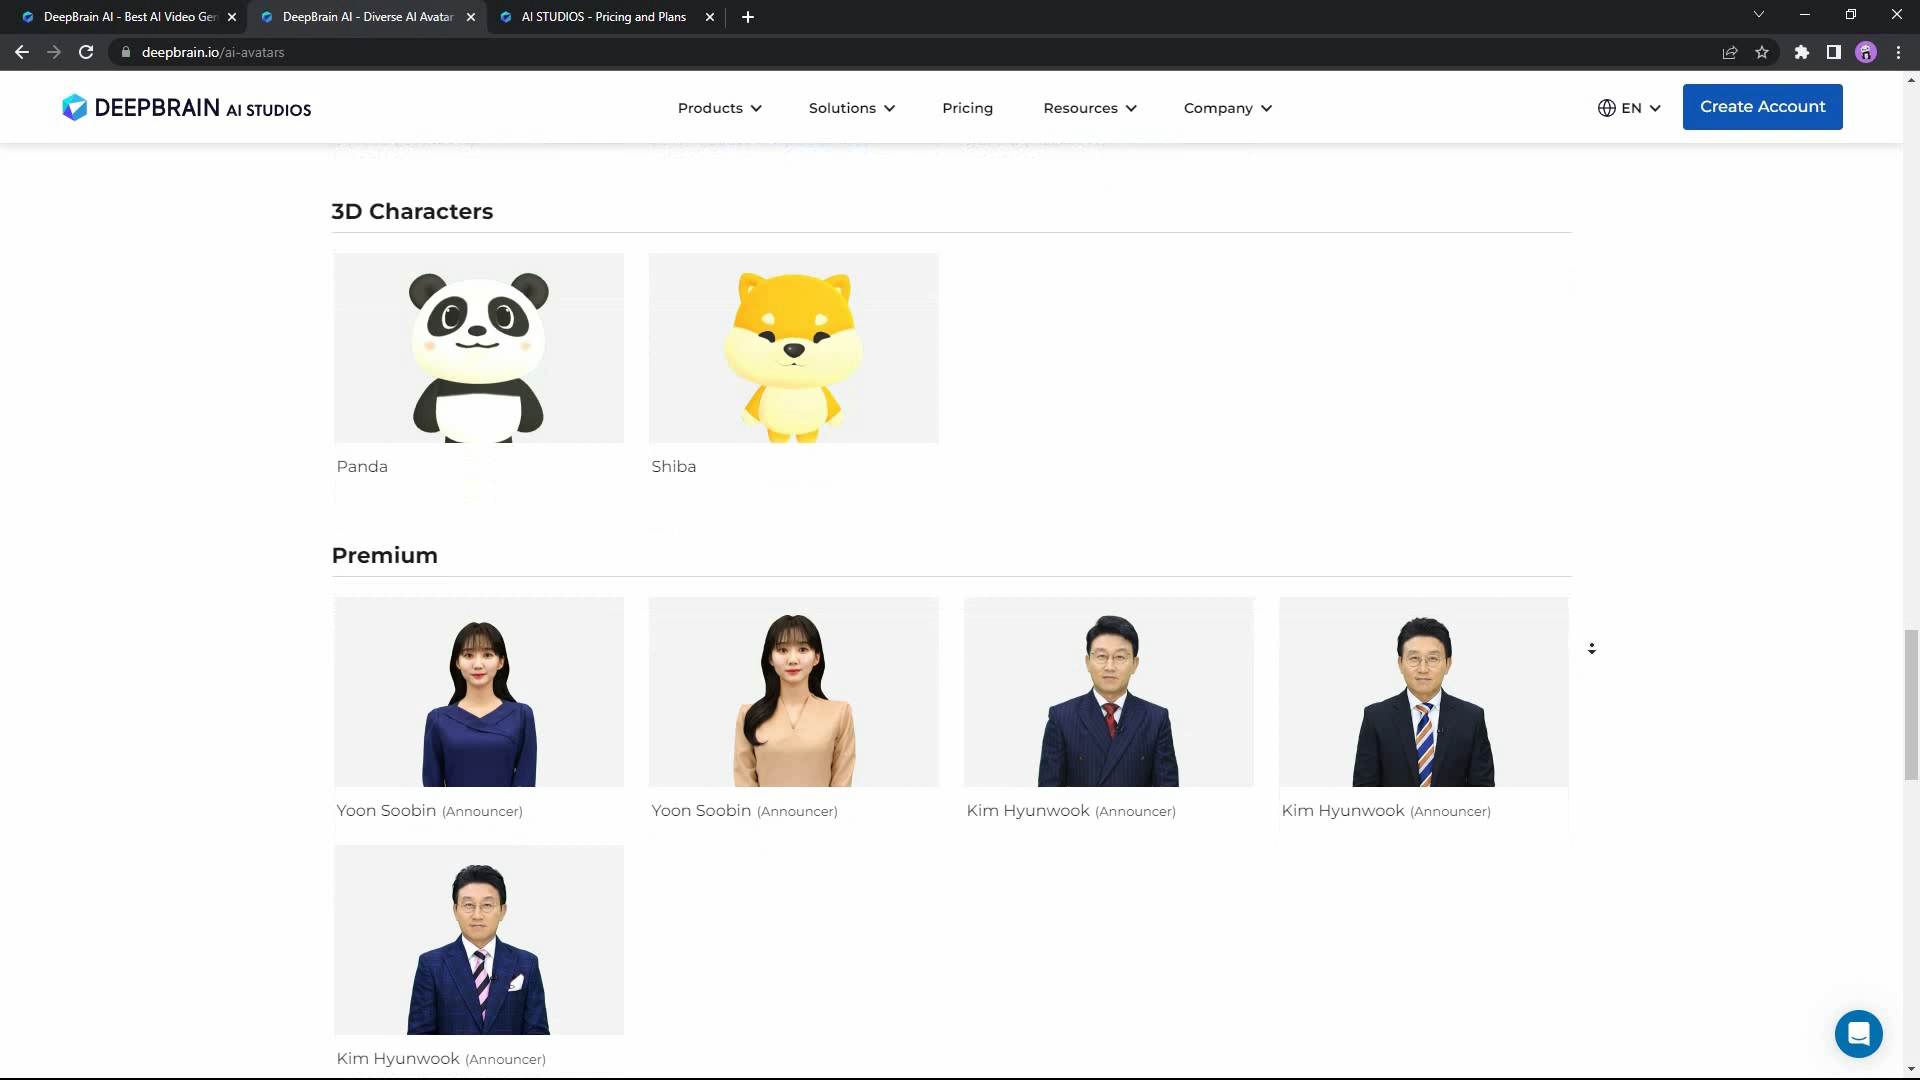 DeepBrain AI - Best AI Video Gen
DeepBrain AI - Diverse AI Avatar
AI STUDIOS - Pricing and Plans
deepbrain.io/ai-avatars
DEEPBRAIN AI STUDIOS
Products
Solutions
Pricing
Resources
Company
EN
Create Account
3D Characters
Panda
Shiba
Premium
Yoon Soobin (Announcer)
Yoon Soobin (Announcer)
Kim Hyunwook (Announcer)
Kim Hyunwook (Announcer)
Kim Hyunwook (Announcer)